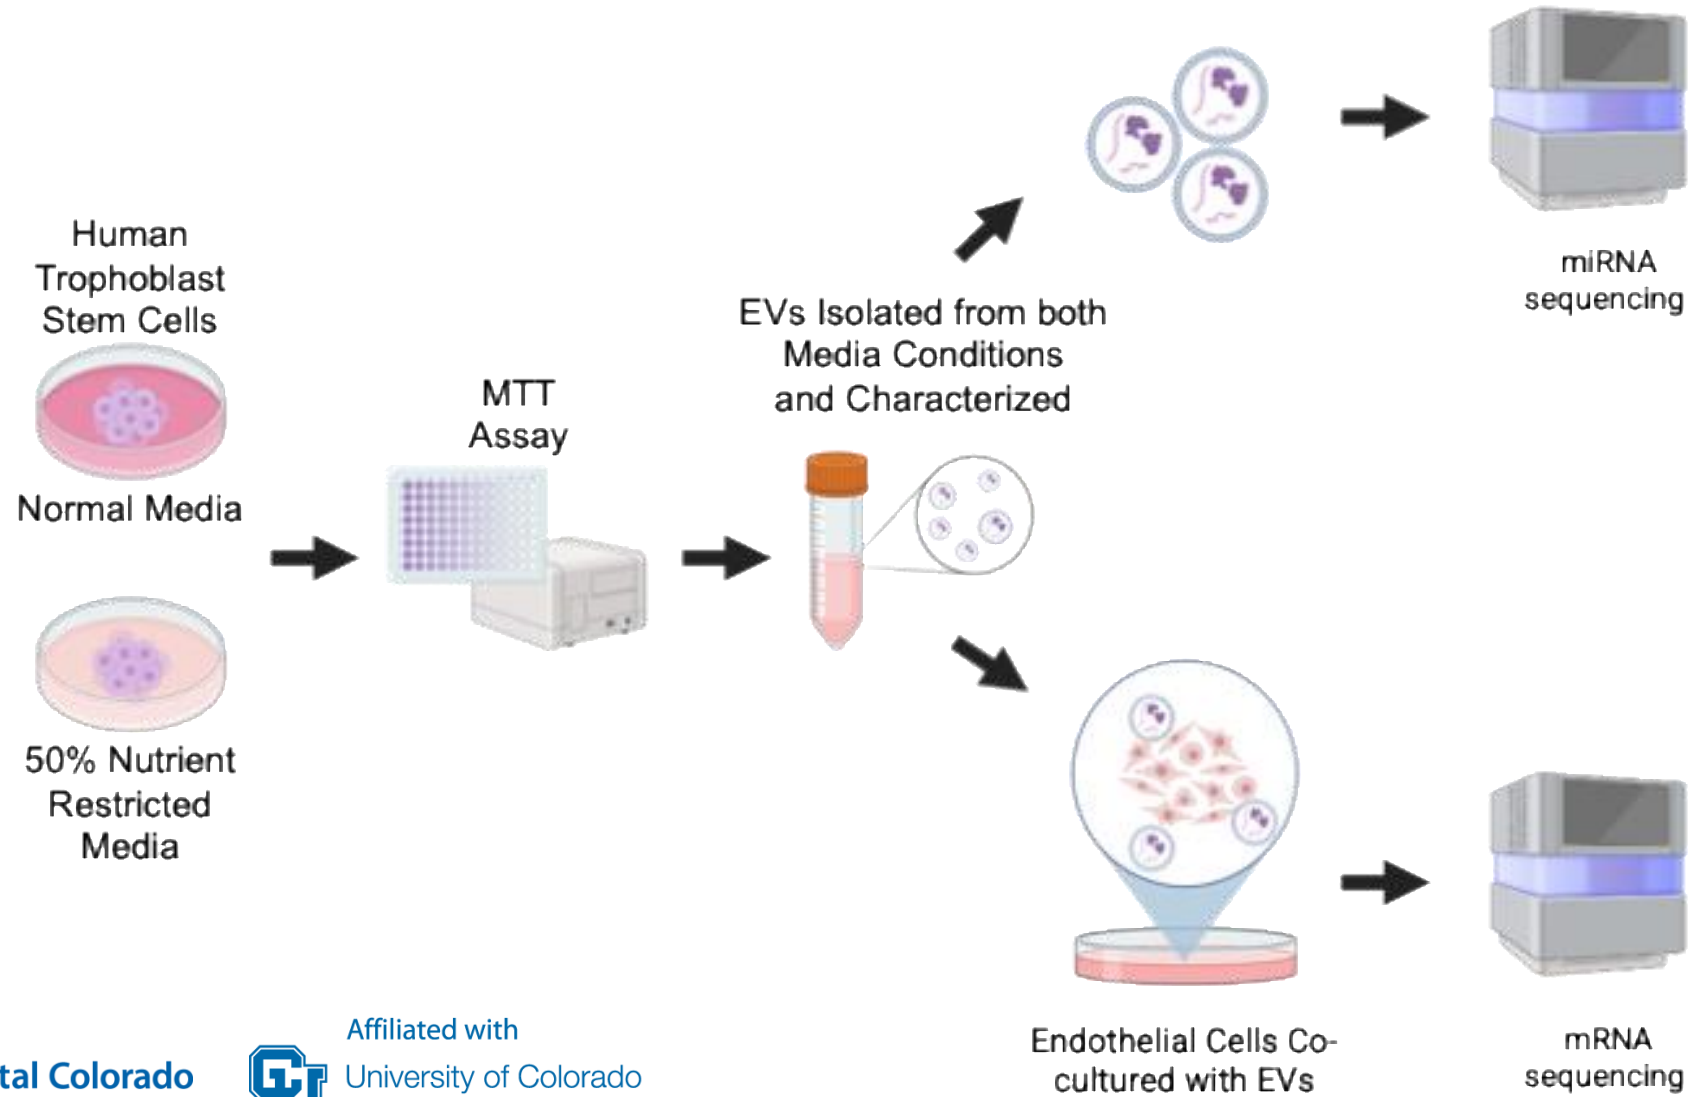 Human
Trophoblast
Stem Cells
Normal Media
50% Nutrient
Restricted
Media
MTT
Assay
EVs Isolated from both
Media Conditions
and Characterized
miRNA
sequencing
Endothelial Cells Co-
cultured with EVs
mRNA
sequencing
tal Colorado
Affiliated with
University of Colorado